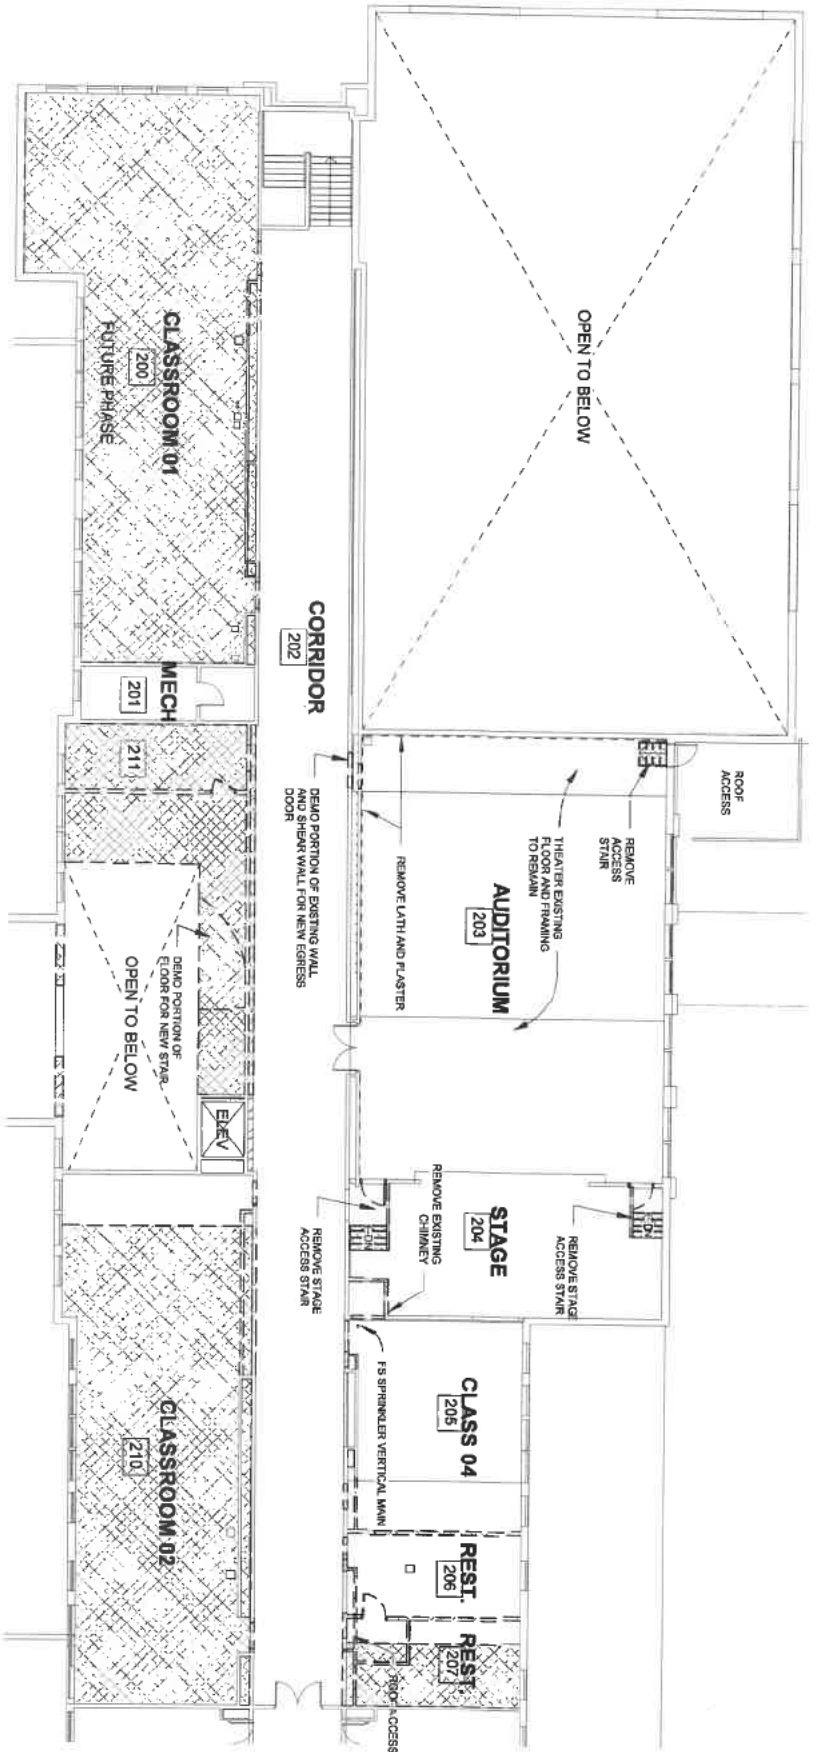 OPEN TO BELOW
CLASSROOM 01
200
FUTURE PHASE
CORRIDOR
202
MECH
201
211
ROOF
ACCESS
REMOVE
ACCESS
STAIR
THEATER EXISTING
FLOOR AND FRAMING
TO REMAIN
AUDITORIUM
203
REMOVE LATH AND PLASTER
DEMO PORTION OF EXISTING WALL
AND SHEAR WALL FOR NEW EGRESS
DOOR
DEMO PORTION OF
FLOOR FOR NEW STAIR
OPEN TO BELOW
ELEV
STAGE
204
REMOVE EXISTING
CHIMNEY
REMOVE STAGE
ACCESS STAIR
DN
REMOVE STAGE
ACCESS STAIR
DN
CLASS 04
205
FS SPRINKLER VERTICAL MAIN
CLASSROOM 02
210
REST.
206
REST.
207
ROOF ACCESS